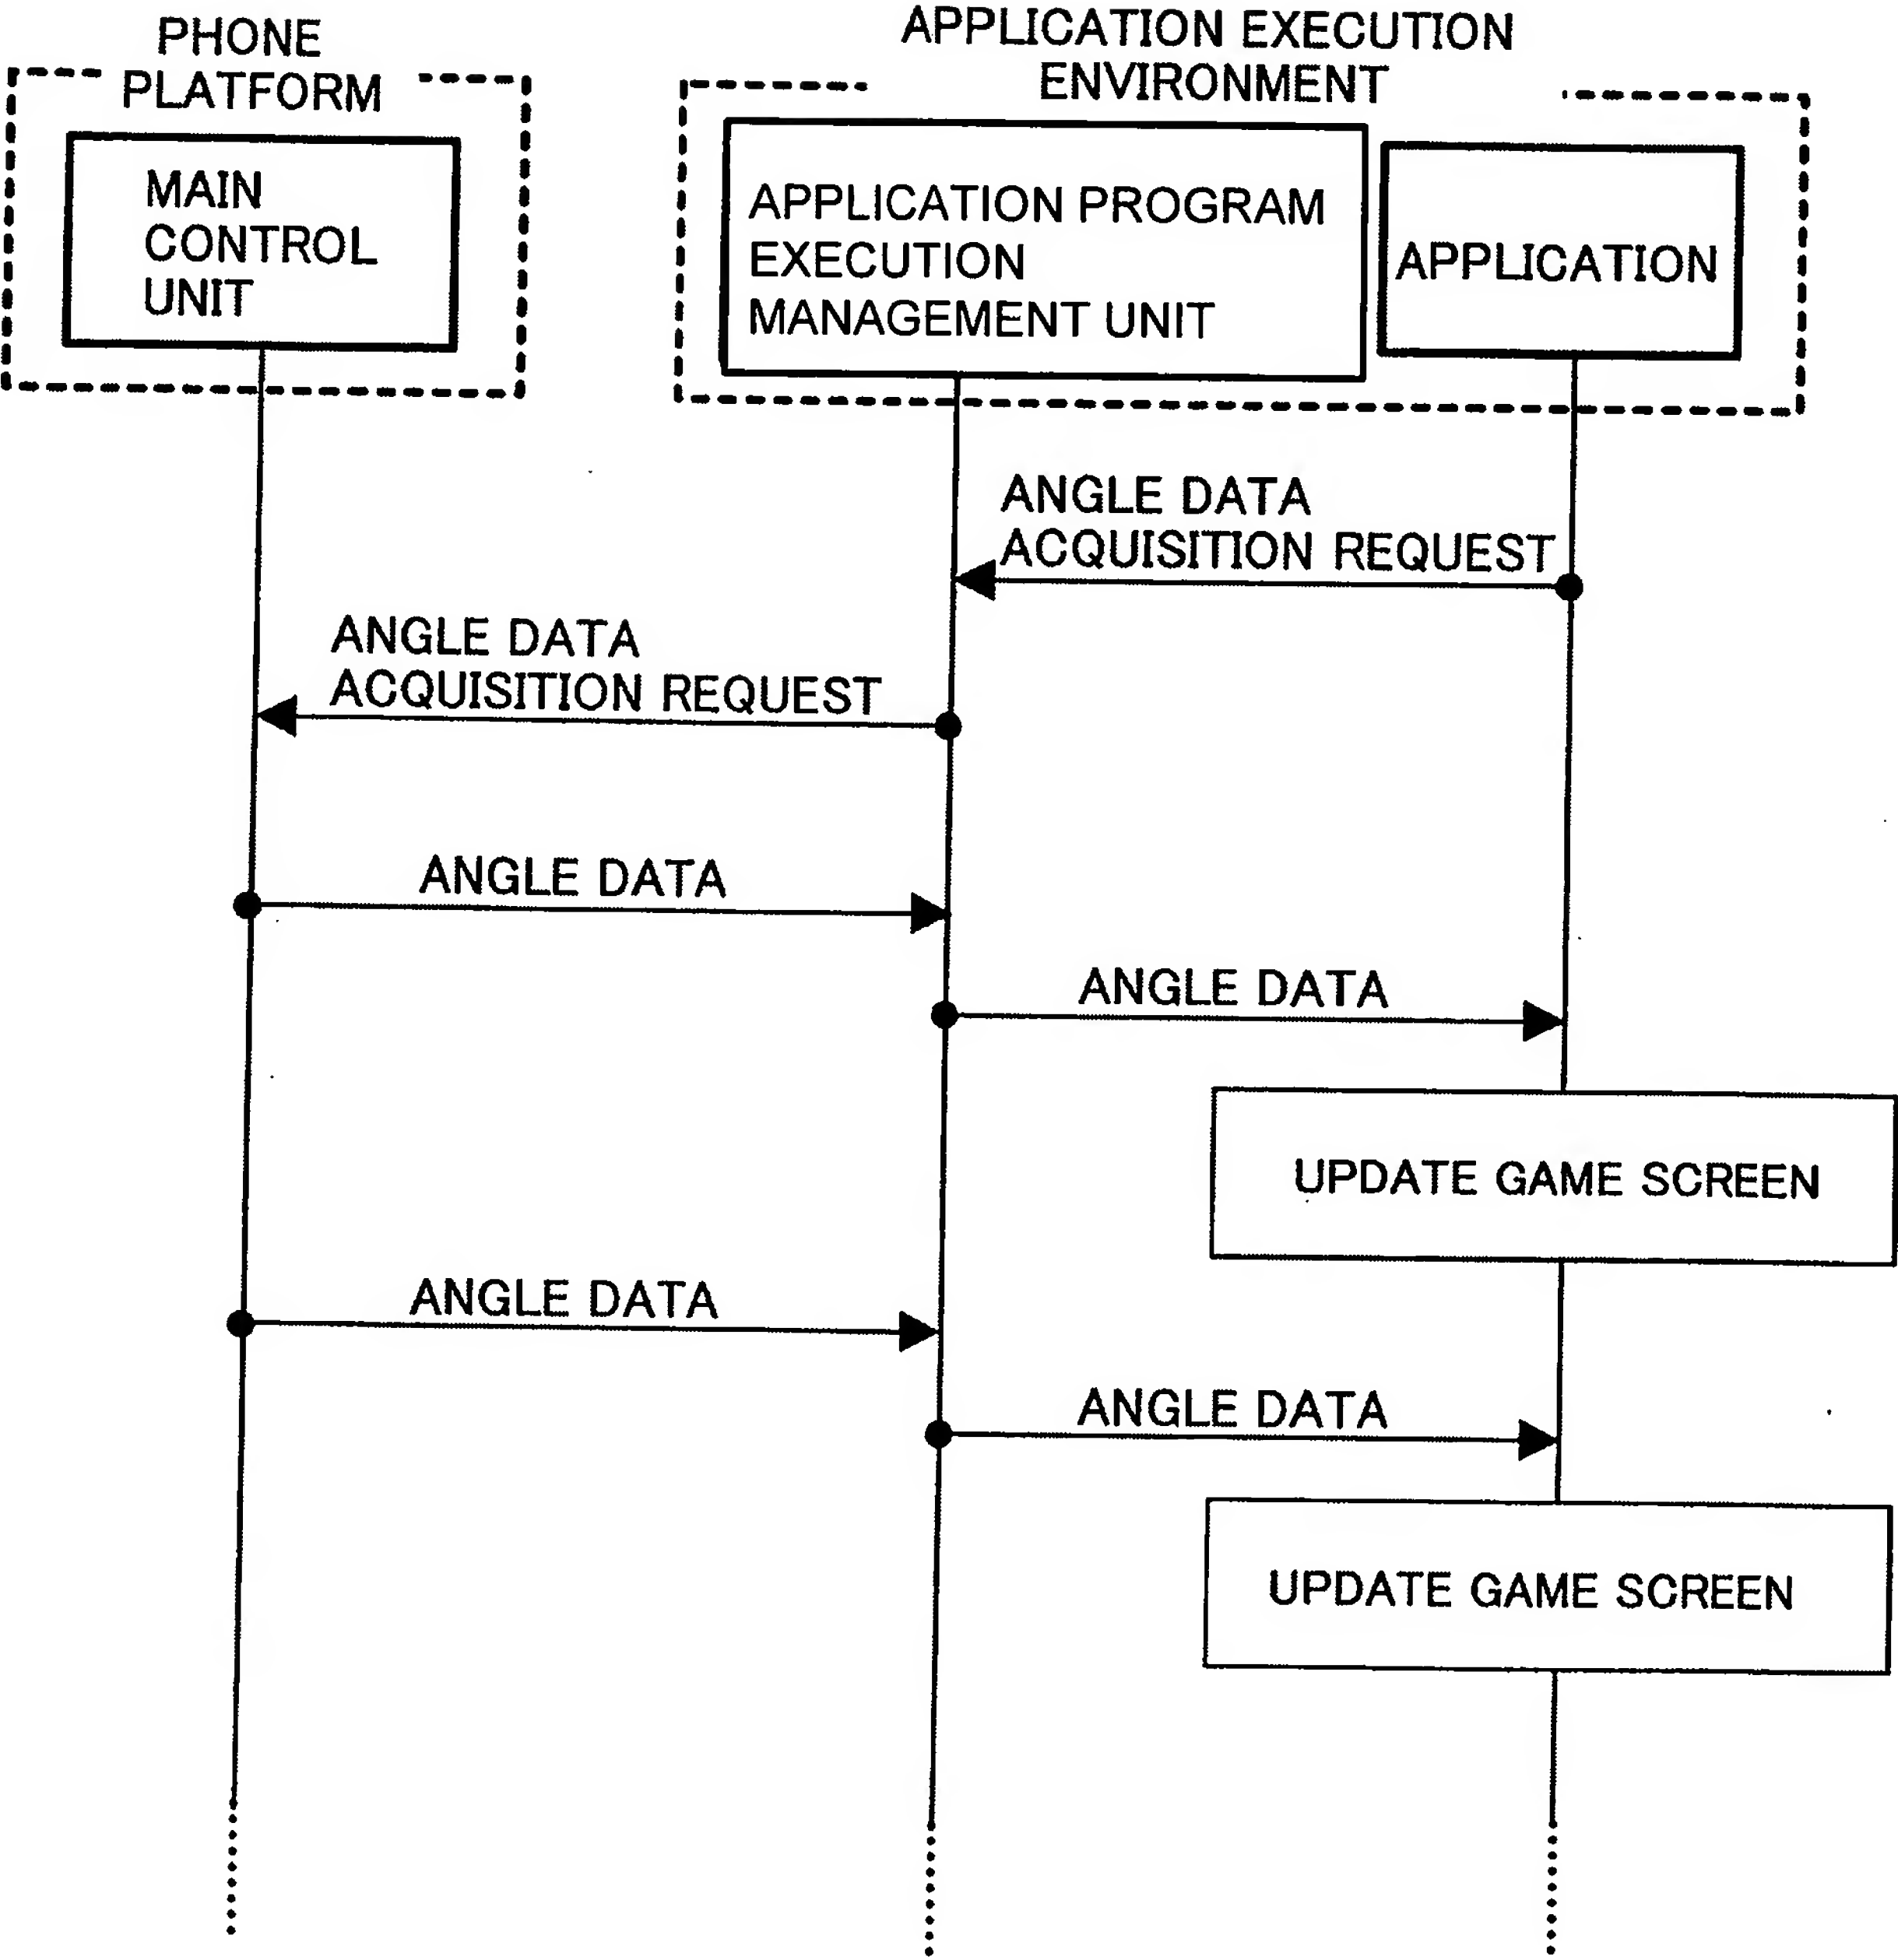 PHONE
PLATFORM
APPLICATION EXECUTION
ENVIRONMENT
MAIN
CONTROL
UNIT
APPLICATION PROGRAM
EXECUTION
MANAGEMENT UNIT
APPLICATION
ANGLE DATA
ACQUISITION REQUEST
ANGLE DATA
ACQUISITION REQUEST
ANGLE DATA
ANGLE DATA
UPDATE GAME SCREEN
ANGLE DATA
ANGLE DATA
UPDATE GAME SCREEN